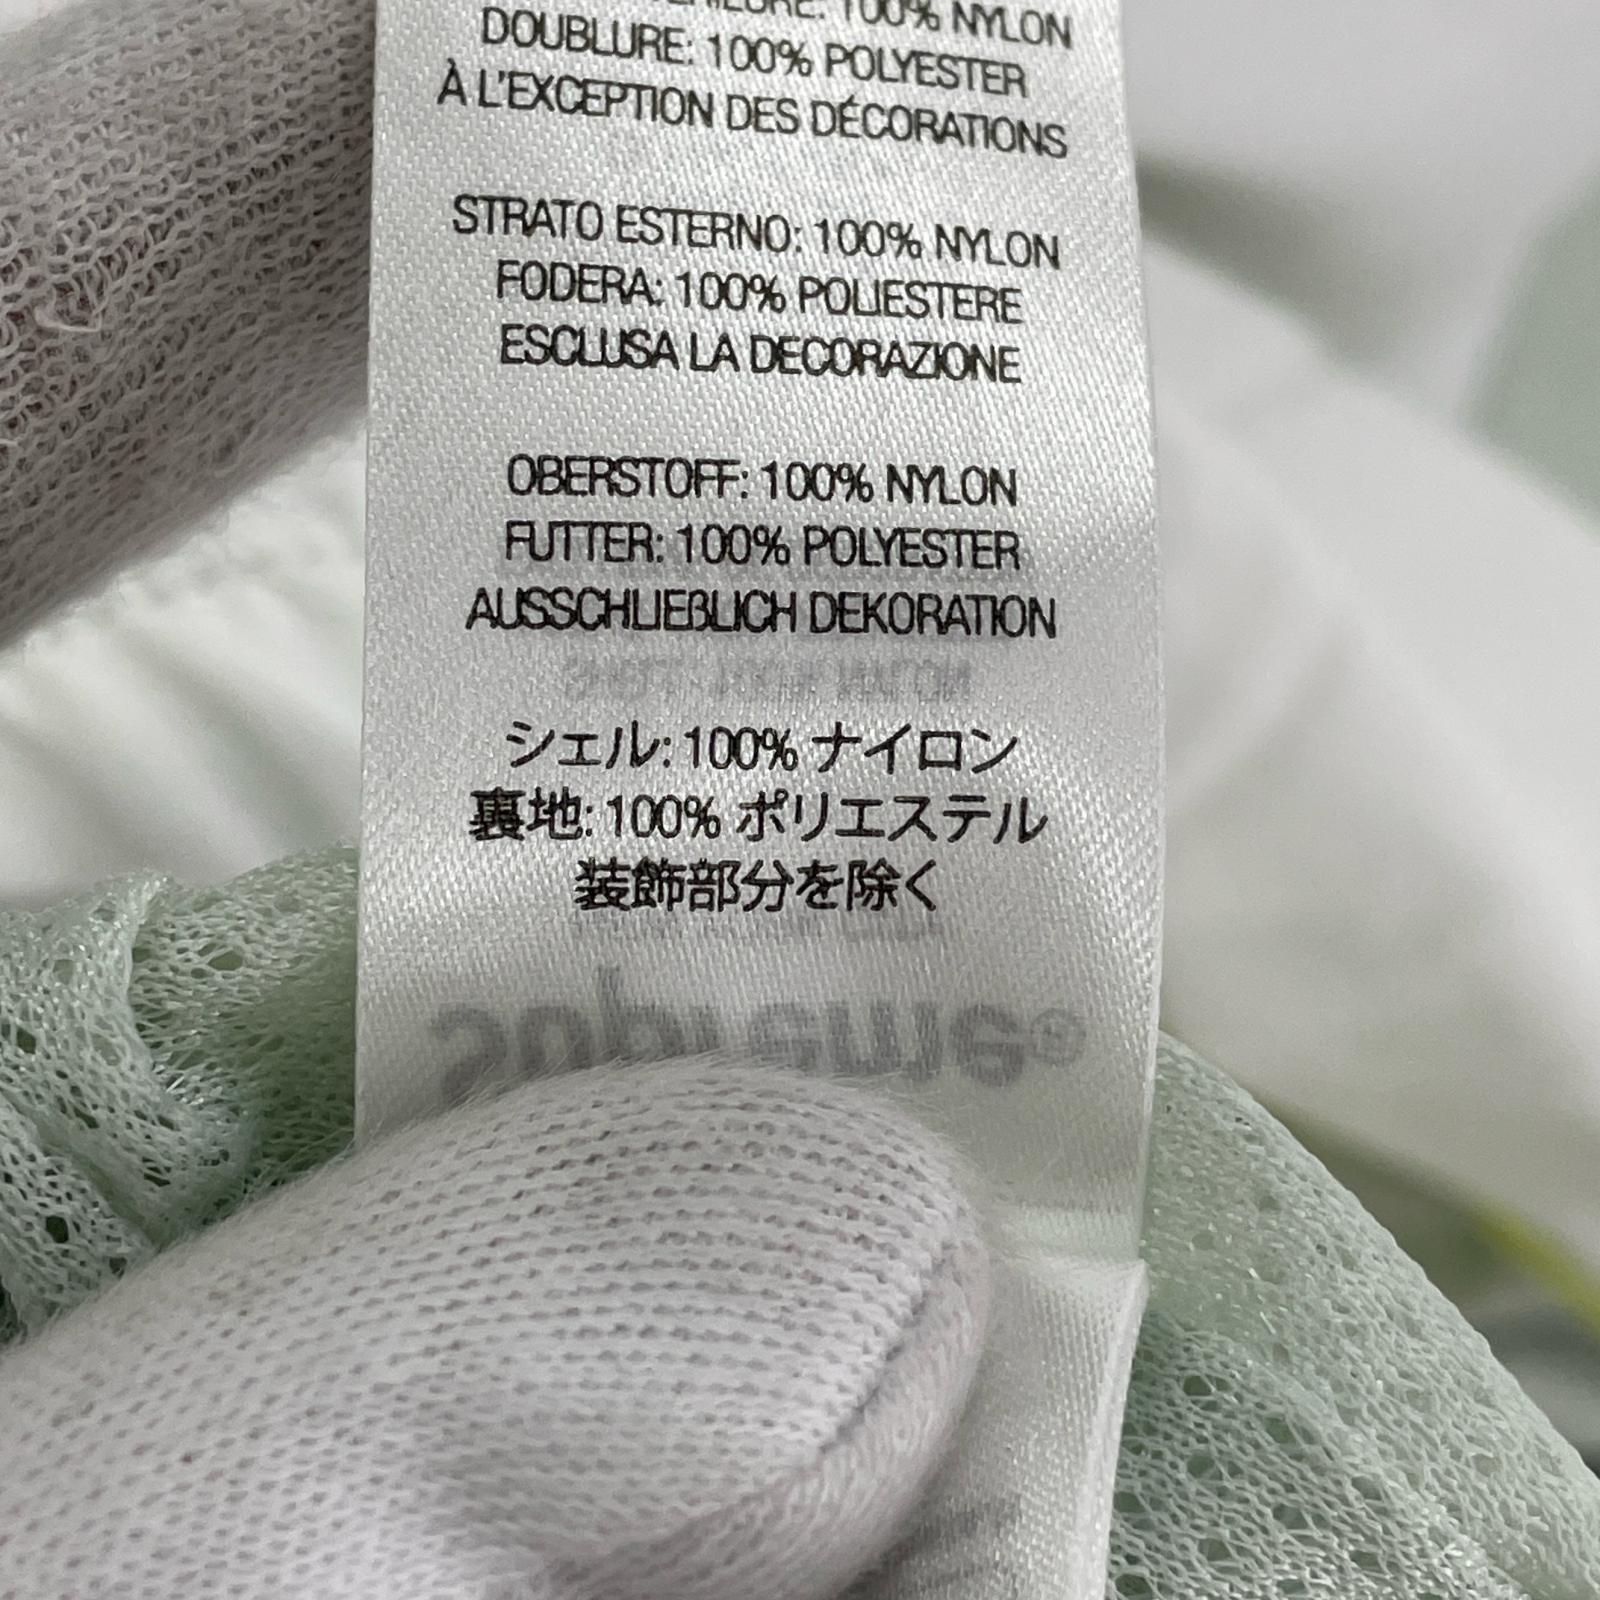 100% NYLON
DOUBLURE: 100% POLYESTER
À L'EXCEPTION DES DÉCORATIONS
STRATO ESTERNO: 100% NYLON
FODERA: 100% POLIESTERE
ESCLUSA LA DECORAZIONE
OBERSTOFF: 100% NYLON
FUTTER: 100% POLYESTER
AUSSCHLIEßLICH DEKORATION
シェル: 100% ナイロン
裏地: 100% ポリエステル
装飾部分を除く